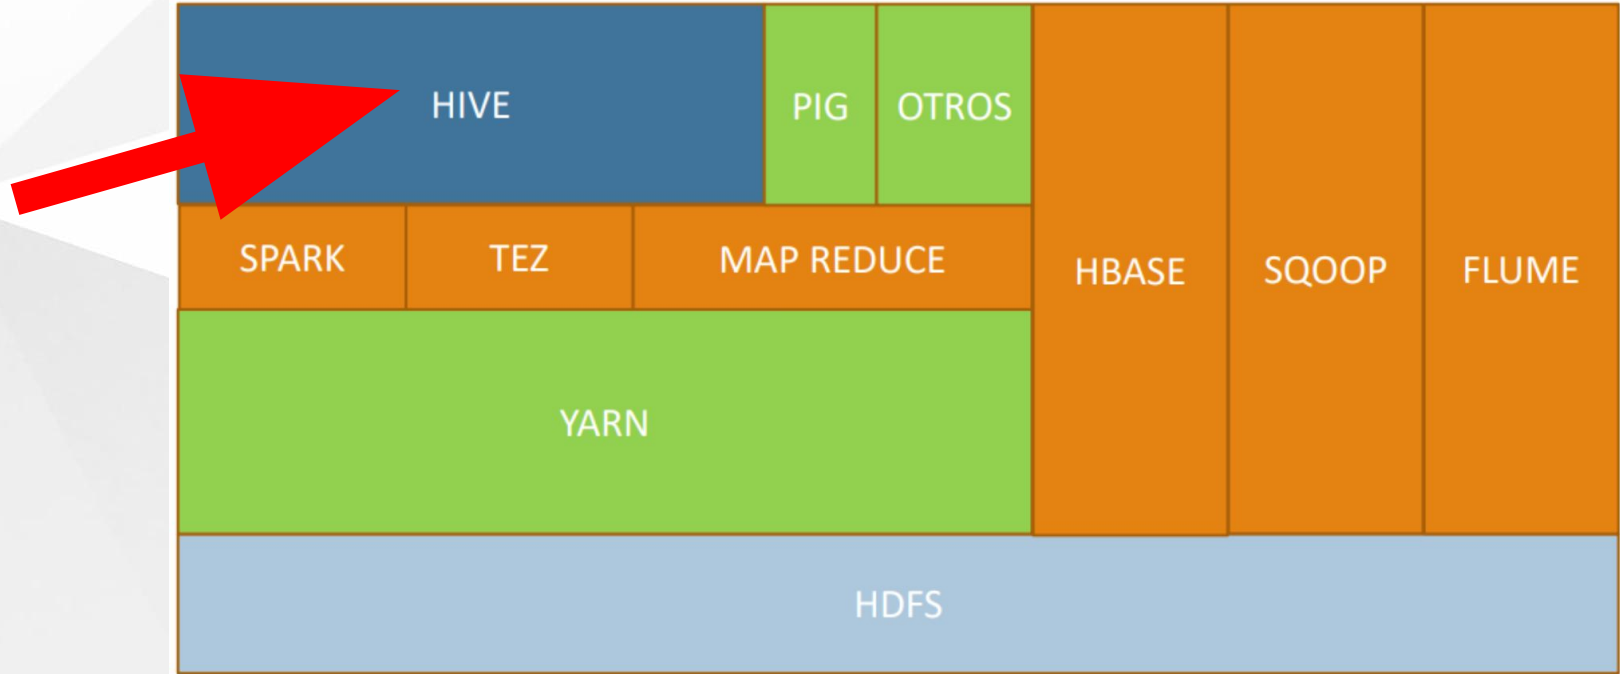 HIVE
PIG
OTROS
SPARK
TEZ
MAP REDUCE
HBASE
SQOOP
FLUME
YARN
HDFS